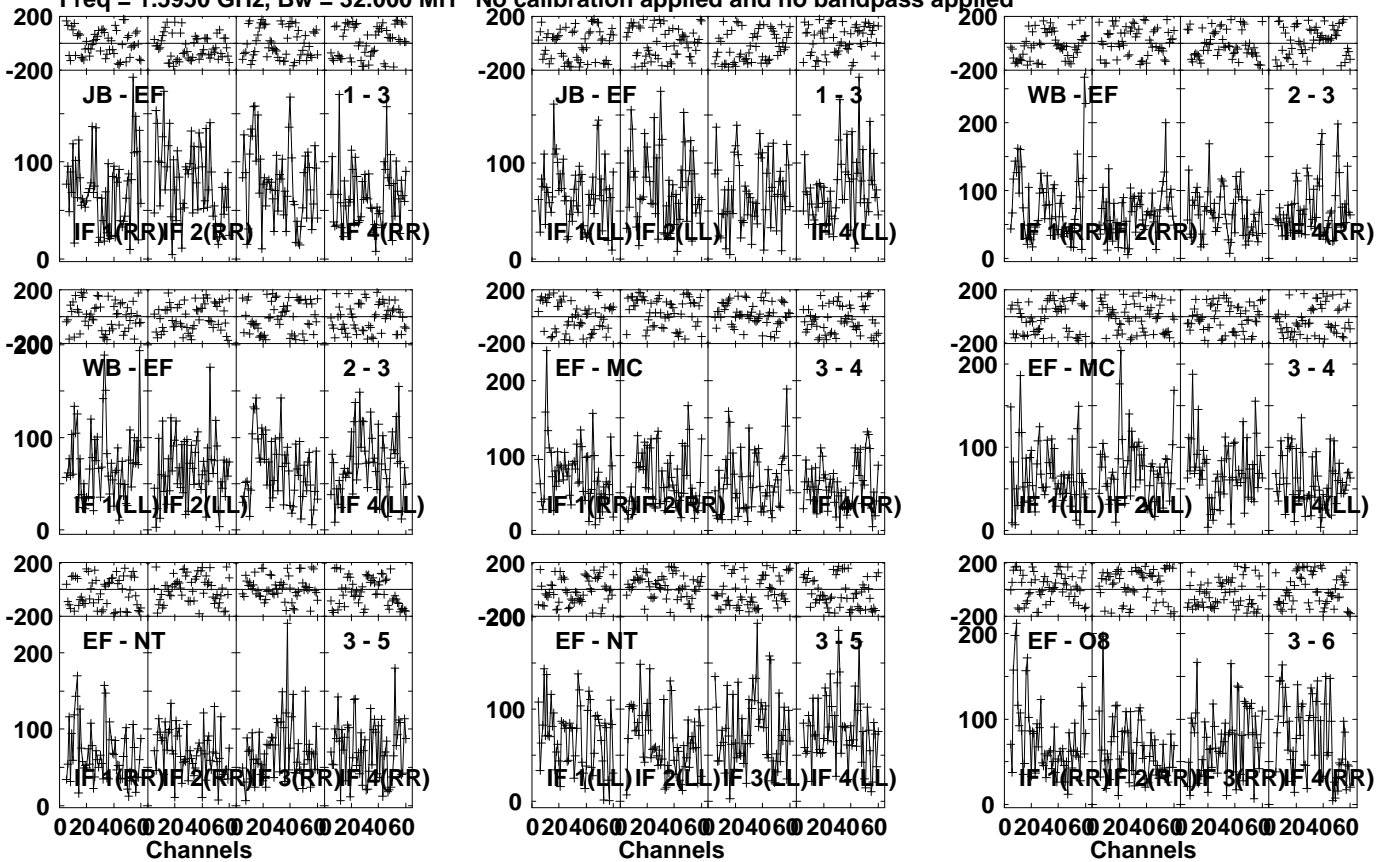 Freq = 1.5950 GHz, Bw = 32.000 MH No calibration applied and no bandpass applied
200
-200
JB - EF 1 - 3
100
IF 1(RR) IF 2(RR) IF 4(RR)
0
JB - EF 1 - 3
100
IF 1(LL) IF 2(LL) IF 4(LL)
0
200
-200
WB - EF 2 - 3
200
100
IF 1(RR) IF 2(RR) IF 4(RR)
0
200
-200
200
WB - EF 2 - 3
100
IF 1(LL) IF 2(LL) IF 4(LL)
0
200
-200
EF - MC 3 - 4
200
100
IF 1(RR) IF 2(RR) IF 4(RR)
0
200
-200
EF - MC 3 - 4
200
100
IF 1(LL) IF 2(LL) IF 4(LL)
0
200
-200
EF - NT 3 - 5
200
100
IF 1(RR) IF 2(RR) IF 3(RR) IF 4(RR)
0
0 20 40 60 0 20 40 60 0 20 40 60 0 20 40 60
Channels
200
-200
200
EF - NT 3 - 5
100
IF 1(LL) IF 2(LL) IF 3(LL) IF 4(LL)
0
0 20 40 60 0 20 40 60 0 20 40 60 0 20 40 60
Channels
200
-200
200
EF - O8 3 - 6
100
IF 1(RR) IF 2(RR) IF 3(RR) IF 4(RR)
0
0 20 40 60 0 20 40 60 0 20 40 60 0 20 40 60
Channels